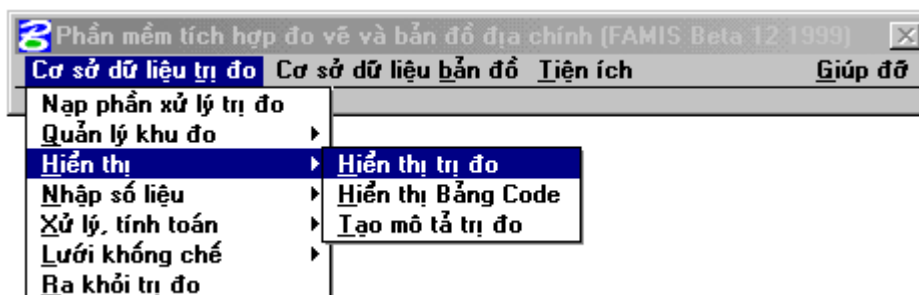 Phần mềm tích hợp đo vẽ và bản đồ địa chính (FAMIS Beta 12 1999)
Cơ sở dữ liệu trị đo Cơ sở dữ liệu bản đồ Tiện ích Giúp đỡ
Nạp phần xử lý trị đo
Quản lý khu đo
Hiển thị
Hiển thị trị đo
Nhập số liệu
Hiển thị Bảng Code
Xử lý, tính toán
Tạo mô tả trị đo
Lưới khống chế
Ra khỏi trị đo